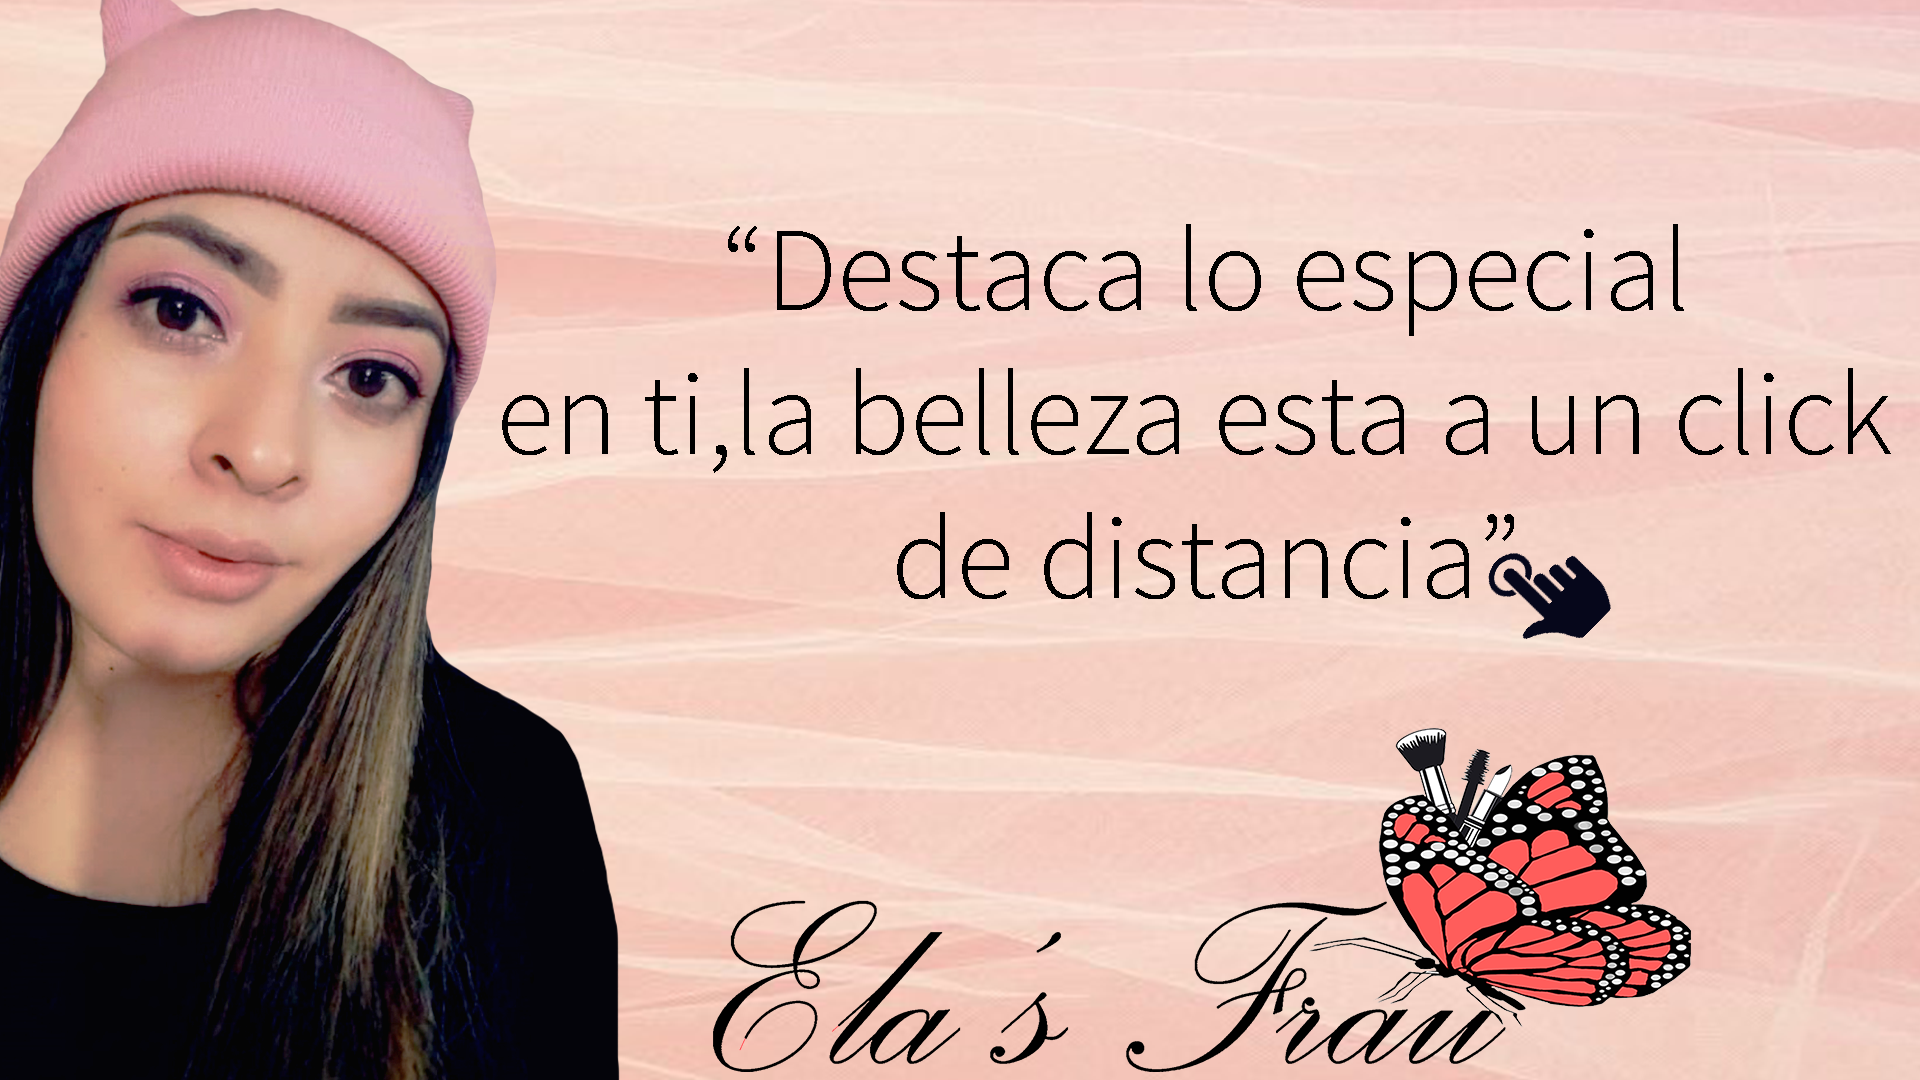 “Destaca lo especial
en ti,la belleza esta a un click
de distancia”
Ela´s Frau